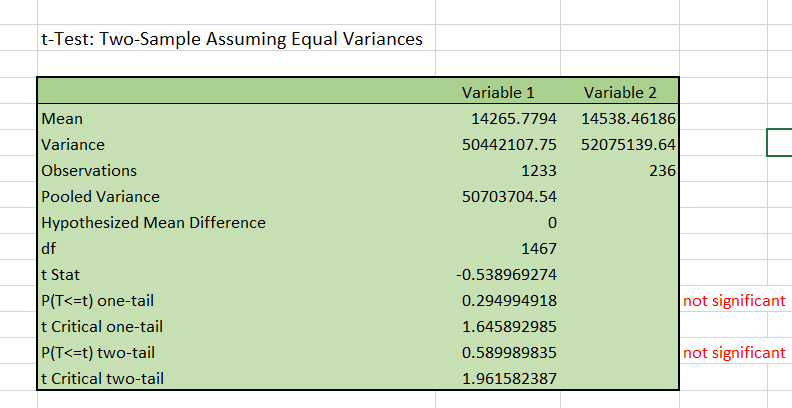 t-Test: Two-Sample Assuming Equal Variances
Variable 1 Variable 2
Mean 14265.7794 14538.46186
Variance 50442107.75 52075139.64
Observations 1233 236
Pooled Variance 50703704.54
Hypothesized Mean Difference 0
df 1467
t Stat -0.538969274
P(T<=t) one-tail 0.294994918 not significant
t Critical one-tail 1.645892985
P(T<=t) two-tail 0.589989835 not significant
t Critical two-tail 1.961582387